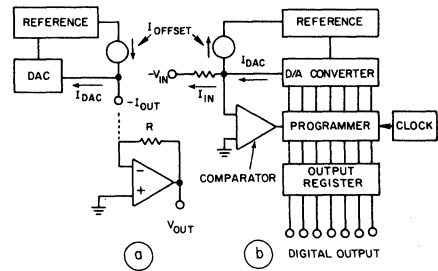 REFERENCE
DAC
I OFFSET
I DAC
-I OUT
R
-
+
V OUT
a
REFERENCE
I DAC
-V IN
I IN
D/A CONVERTER
PROGRAMMER
CLOCK
COMPARATOR
OUTPUT
REGISTER
b
DIGITAL OUTPUT